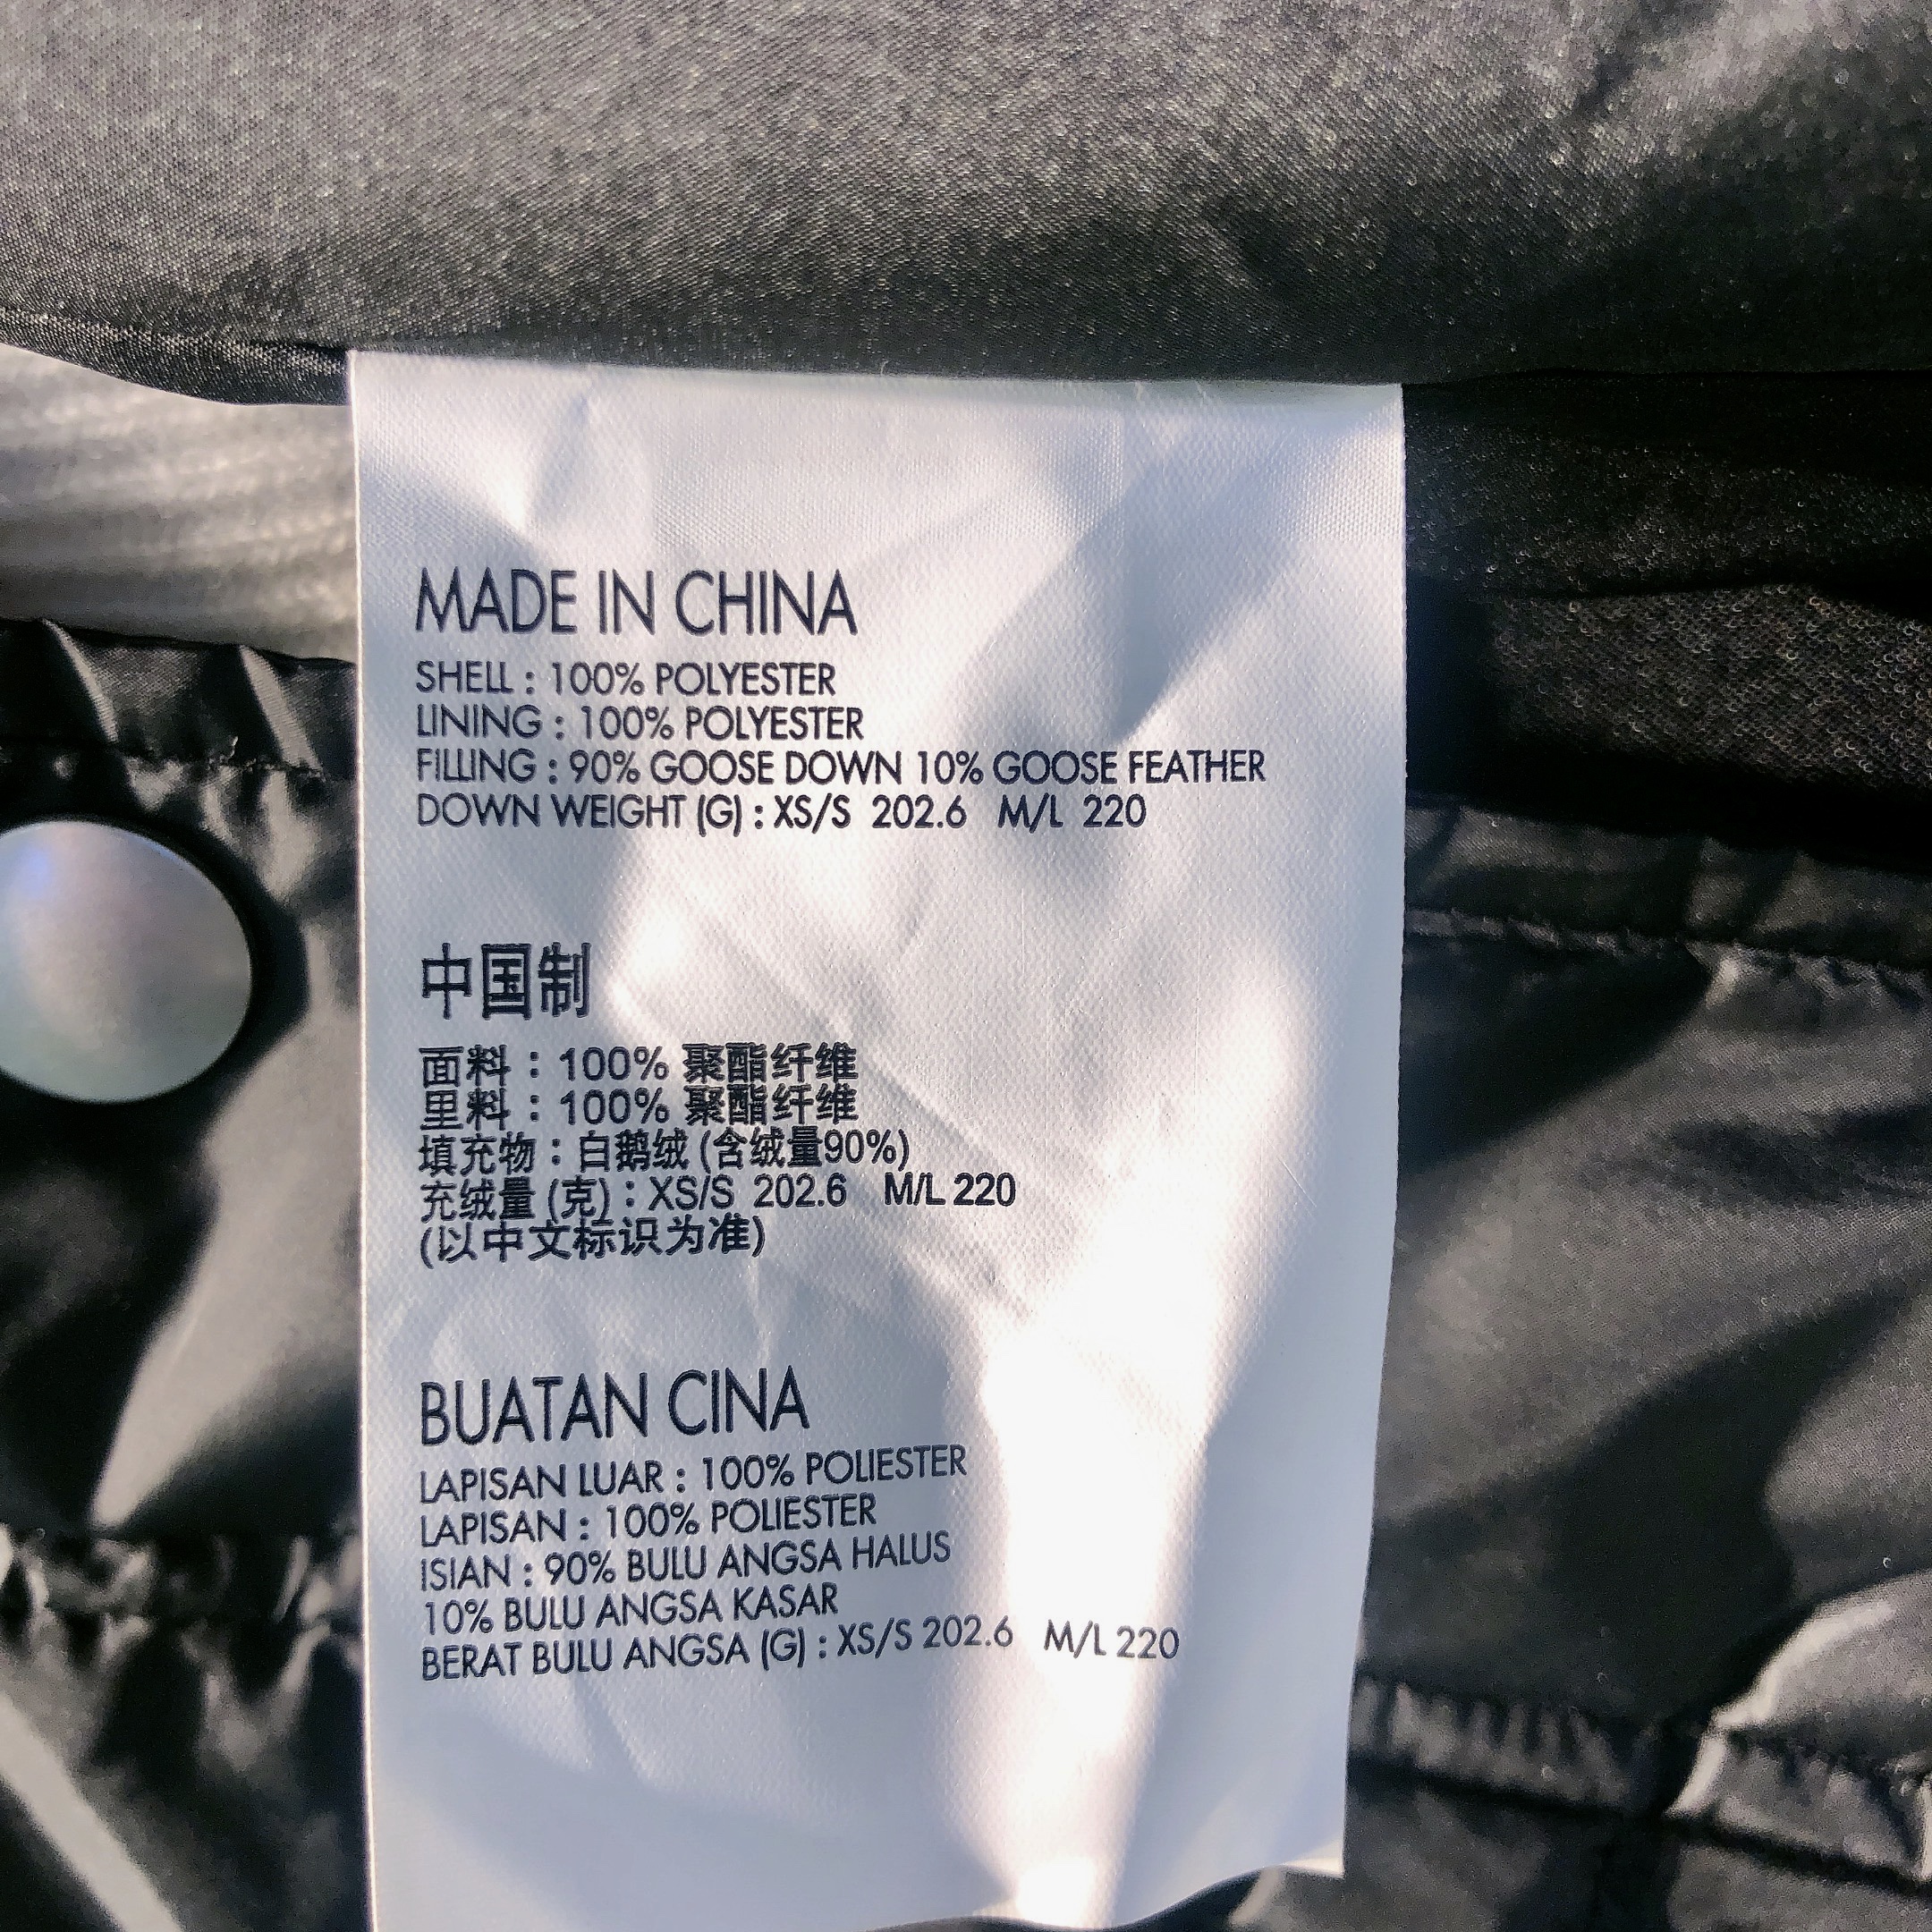 MADE IN CHINA
SHELL : 100% POLYESTER
LINING : 100% POLYESTER
FILLING : 90% GOOSE DOWN 10% GOOSE FEATHER
DOWN WEIGHT (G) : XS/S 202.6 M/L 220
中国制
面料：100% 聚酯纤维
里料：100% 聚酯纤维
填充物：白鹅绒 (含绒量90%)
充绒量 (克)：XS/S 202.6 M/L 220
(以中文标识为准)
BUATAN CINA
LAPISAN LUAR : 100% POLIESTER
LAPISAN : 100% POLIESTER
ISIAN : 90% BULU ANGSA HALUS
10% BULU ANGSA KASAR
BERAT BULU ANGSA (G) : XS/S 202.6 M/L 220